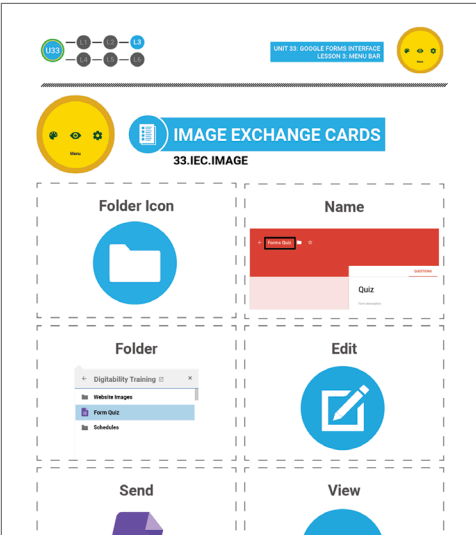 U33
L1
L2
L3
L4
L5
L6
UNIT 33: GOOGLE FORMS INTERFACE
LESSON 3: MENU BAR
Menu
Menu
IMAGE EXCHANGE CARDS
33.IEC.IMAGE
Folder Icon
Name
Forms Quiz
QUESTIONS
Quiz
Form description
Folder
Digitability Training
Website Images
Form Quiz
Schedules
Edit
Send
View